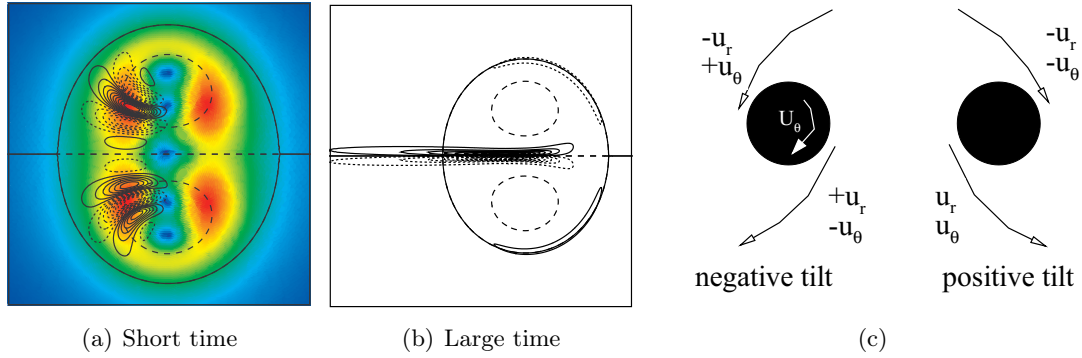 -u_r
+u_θ
-u_r
-u_θ
U_θ
+u_r
-u_θ
u_r
u_θ
negative tilt
positive tilt
(a) Short time
(b) Large time
(c)